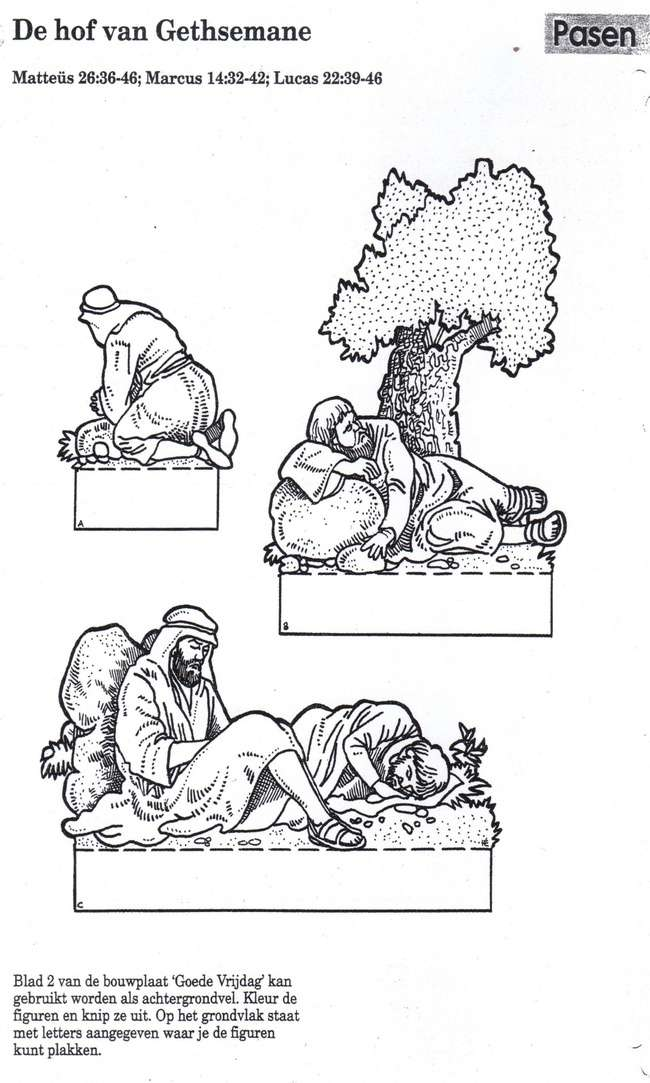 De hof van Gethsemane
Pasen
Matteüs 26:36-46; Marcus 14:32-42; Lucas 22:39-46
A
B
HE
C
Blad 2 van de bouwplaat ‘Goede Vrijdag’ kan
gebruikt worden als achtergrondvel. Kleur de
figuren en knip ze uit. Op het grondvlak staat
met letters aangegeven waar je de figuren
kunt plakken.